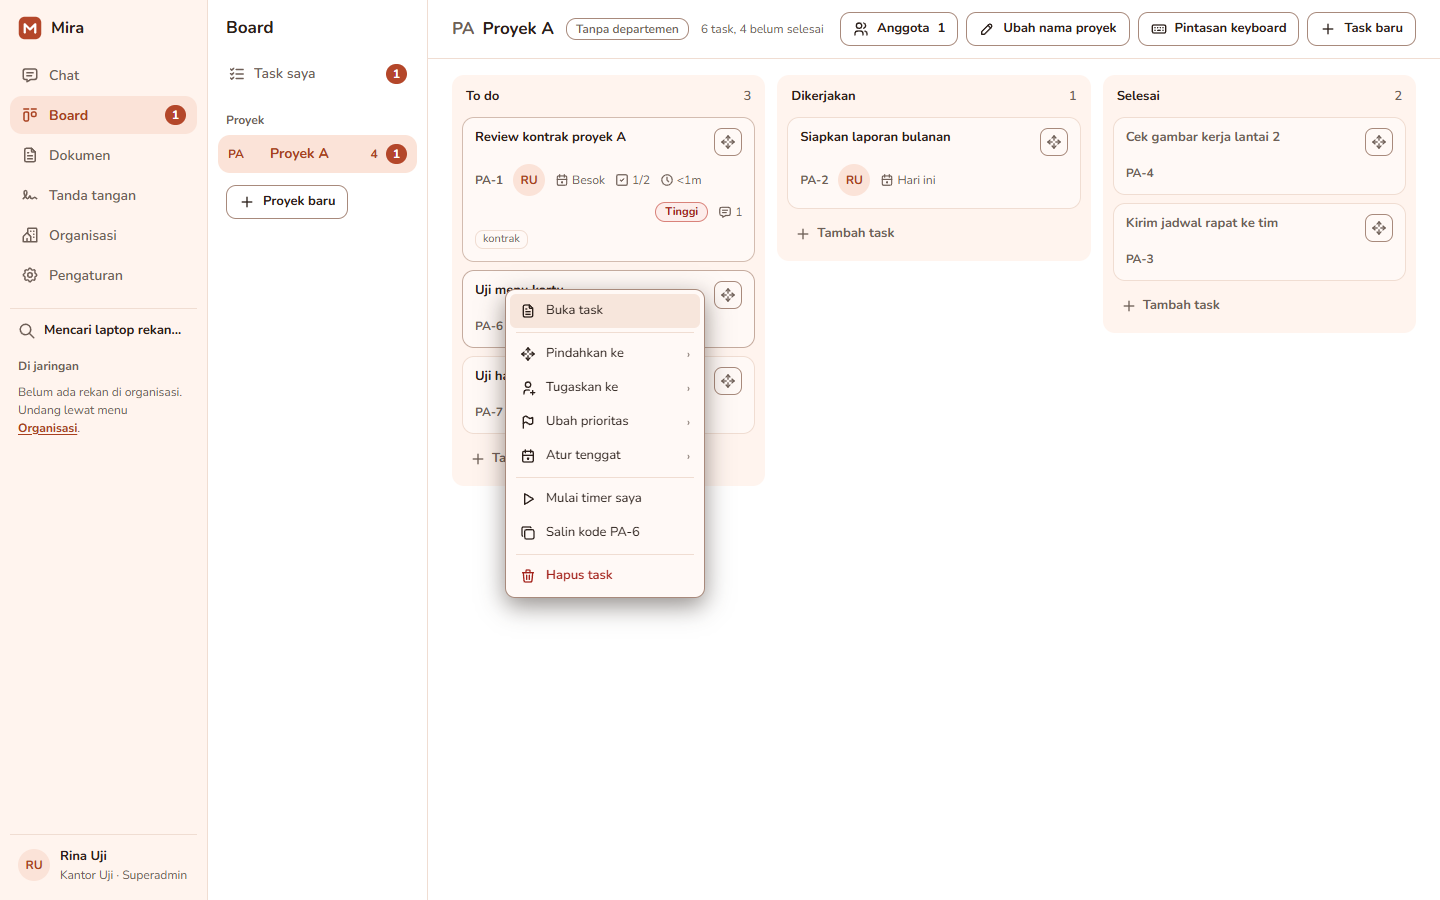 Mira
Chat
Board 1
Dokumen
Tanda tangan
Organisasi
Pengaturan
Mencari laptop rekan...
Di jaringan
Belum ada rekan di organisasi.
Undang lewat menu
Organisasi.
RU
Rina Uji
Kantor Uji · Superadmin
Board
Task saya 1
Proyek
PA Proyek A 4 1
Proyek baru
PA Proyek A Tanpa departemen 6 task, 4 belum selesai
Anggota 1
Ubah nama proyek
Pintasan keyboard
Task baru
To do 3
Review kontrak proyek A
PA-1 RU Besok 1/2 <1m
Tinggi 1
kontrak
Uji
PA-6
Uji
PA-7
Buka task
Pindahkan ke ›
Tugaskan ke ›
Ubah prioritas ›
Atur tenggat ›
Mulai timer saya
Salin kode PA-6
Hapus task
Dikerjakan 1
Siapkan laporan bulanan
PA-2 RU Hari ini
Tambah task
Selesai 2
Cek gambar kerja lantai 2
PA-4
Kirim jadwal rapat ke tim
PA-3
Tambah task